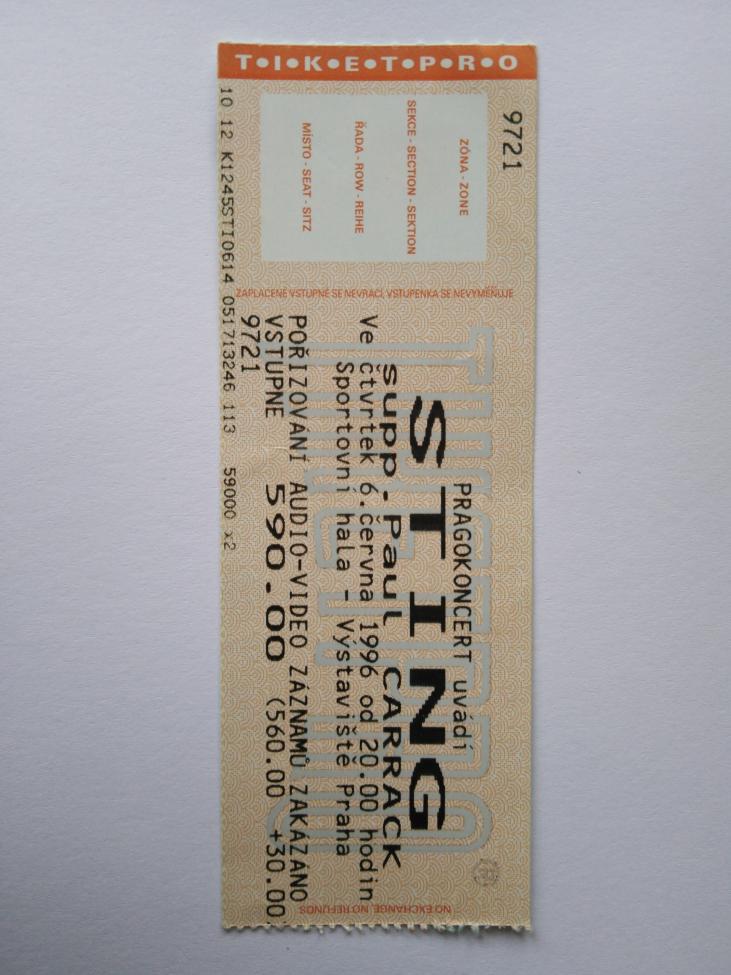 T•I•K•E•T•P•R•O
9721
ZÓNA - ZONE
SEKCE - SECTION - SEKTION
ŘADA - ROW - REIHE
MÍSTO - SEAT - SITZ
ZAPLACENÉ VSTUPNÉ SE NEVRACÍ, VSTUPENKA SE NEVYMĚŇUJE
TICKETPRO
PRAGOKONCERT uvádí
STING
supp. Paul CARRACK
Ve čtvrtek 6.června 1996 od 20.00 hodin
Sportovní hala - Výstaviště Praha
POŘIZOVÁNÍ AUDIO-VIDEO ZÁZNAMŮ ZAKÁZÁNO
VSTUPNE 590.00 (560.00 +30.00
9721
10 12 K1245STI0614 051713246 113 59000 x2
NO EXCHANGE, NO REFUNDS